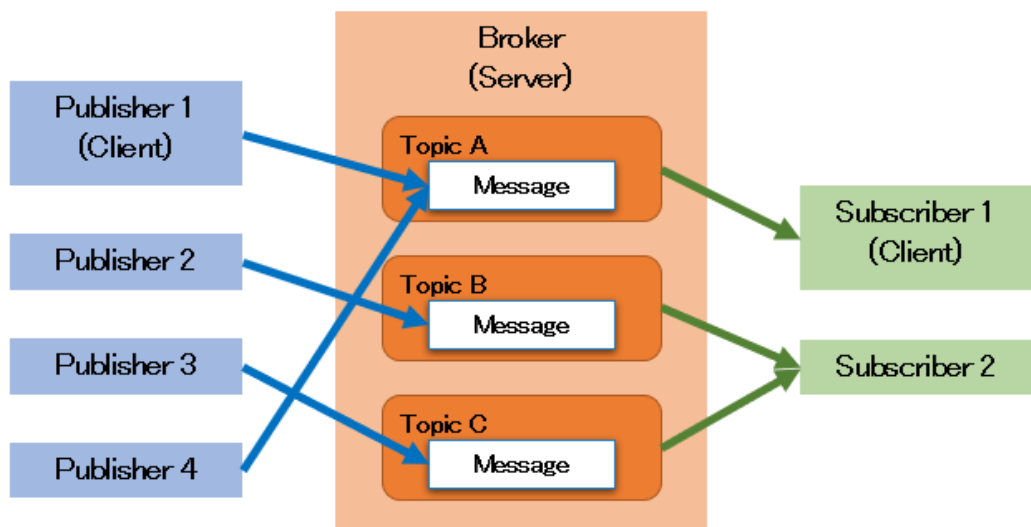 Publisher 1
(Client)
Publisher 2
Publisher 3
Publisher 4
Broker
(Server)
Topic A
Message
Topic B
Message
Topic C
Message
Subscriber 1
(Client)
Subscriber 2